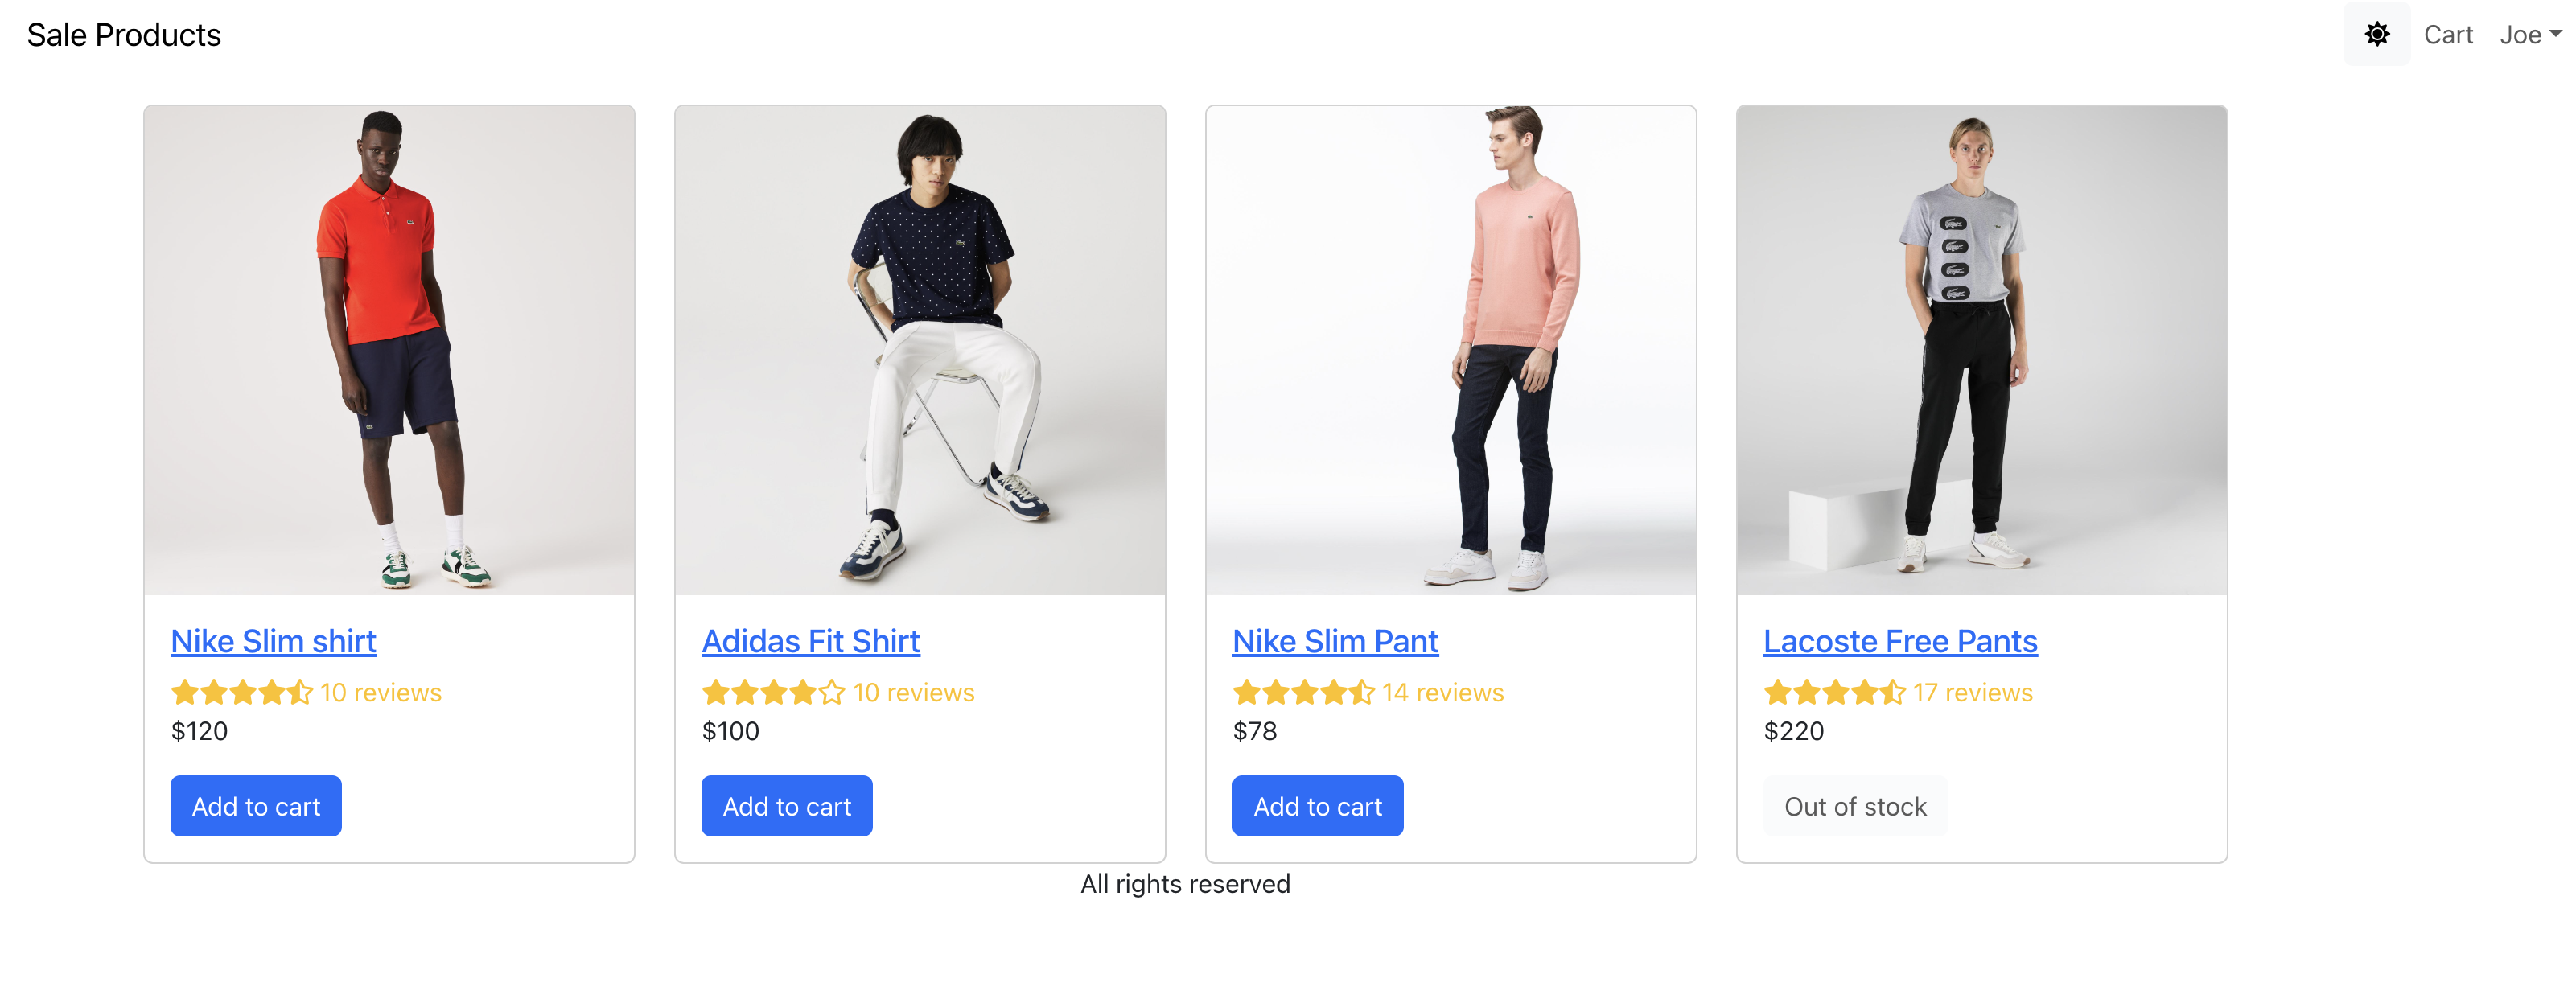 Sale Products
Cart
Joe
Nike Slim shirt
10 reviews
$120
Add to cart
Adidas Fit Shirt
10 reviews
$100
Add to cart
Nike Slim Pant
14 reviews
$78
Add to cart
Lacoste Free Pants
17 reviews
$220
Out of stock
All rights reserved